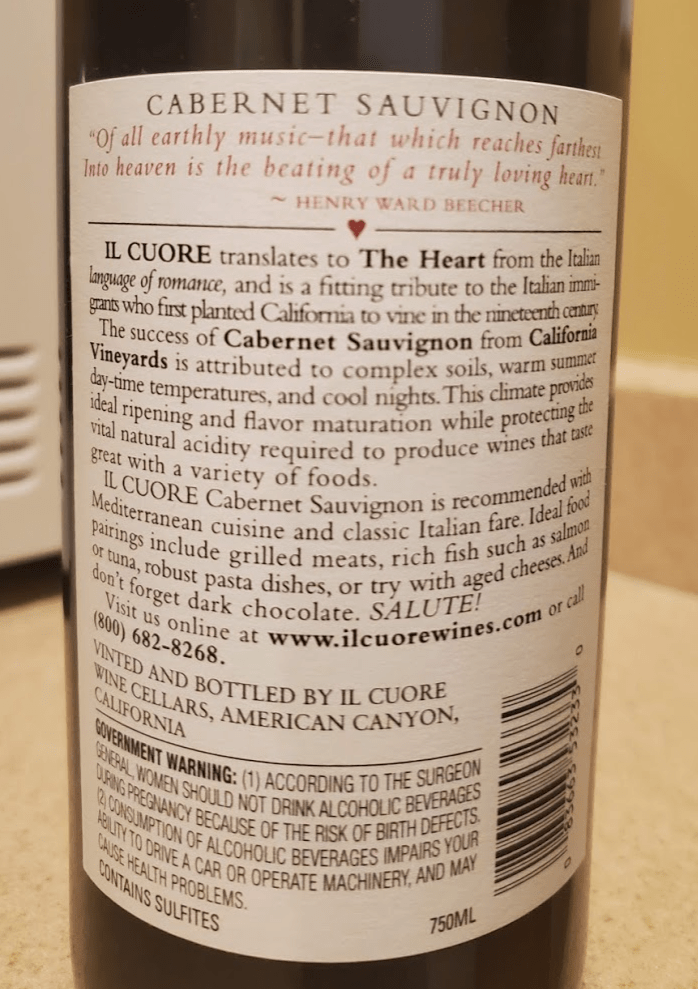 CABERNET SAUVIGNON
"Of all earthly music—that which reaches farthest
Into heaven is the beating of a truly loving heart."
~ HENRY WARD BEECHER
IL CUORE translates to The Heart from the Italian
language of romance, and is a fitting tribute to the Italian immi-
grants who first planted California to vine in the nineteenth century.
The success of Cabernet Sauvignon from California
Vineyards is attributed to complex soils, warm summer
day-time temperatures, and cool nights. This climate provides
ideal ripening and flavor maturation while protecting the
vital natural acidity required to produce wines that taste
great with a variety of foods.
IL CUORE Cabernet Sauvignon is recommended with
Mediterranean cuisine and classic Italian fare. Ideal food
pairings include grilled meats, rich fish such as salmon
or tuna, robust pasta dishes, or try with aged cheeses. And
don't forget dark chocolate. SALUTE!
Visit us online at www.ilcuorewines.com or call
(800) 682-8268.
VINTED AND BOTTLED BY IL CUORE
WINE CELLARS, AMERICAN CANYON,
CALIFORNIA
GOVERNMENT WARNING: (1) ACCORDING TO THE SURGEON
GENERAL, WOMEN SHOULD NOT DRINK ALCOHOLIC BEVERAGES
DURING PREGNANCY BECAUSE OF THE RISK OF BIRTH DEFECTS.
(2) CONSUMPTION OF ALCOHOLIC BEVERAGES IMPAIRS YOUR
ABILITY TO DRIVE A CAR OR OPERATE MACHINERY, AND MAY
CAUSE HEALTH PROBLEMS.
CONTAINS SULFITES
750ML